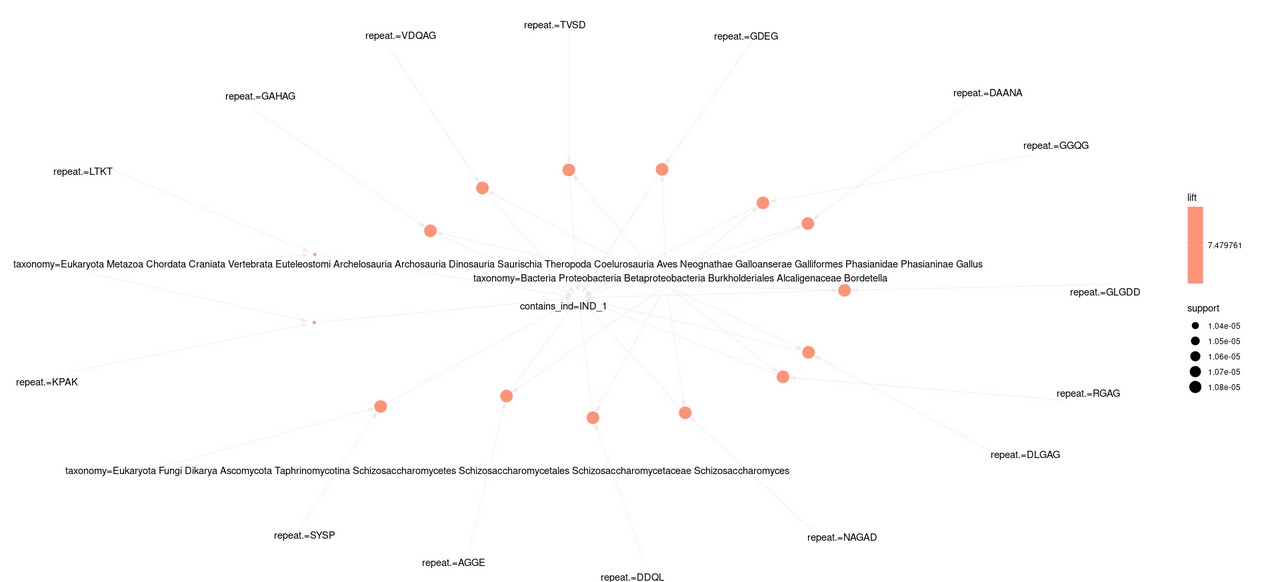 repeat.=TVSD
repeat.=VDQAG
repeat.=GDEG
repeat.=GAHAG
repeat.=DAANA
repeat.=GGQG
repeat.=LTKT
lift
7.479761
taxonomy=Eukaryota Metazoa Chordata Craniata Vertebrata Euteleostomi Archelosauria Archosauria Dinosauria Saurischia Theropoda Coelurosauria Aves Neognathae Galloanserae Galliformes Phasianidae Phasianinae Gallus
taxonomy=Bacteria Proteobacteria Betaproteobacteria Burkholderiales Alcaligenaceae Bordetella
repeat.=GLGDD
contains_ind=IND_1
support
1.04e-05
1.05e-05
1.06e-05
1.07e-05
1.08e-05
repeat.=KPAK
repeat.=RGAG
repeat.=DLGAG
taxonomy=Eukaryota Fungi Dikarya Ascomycota Taphrinomycotina Schizosaccharomycetes Schizosaccharomycetales Schizosaccharomycetaceae Schizosaccharomyces
repeat.=SYSP
repeat.=NAGAD
repeat.=AGGE
repeat.=DDQL